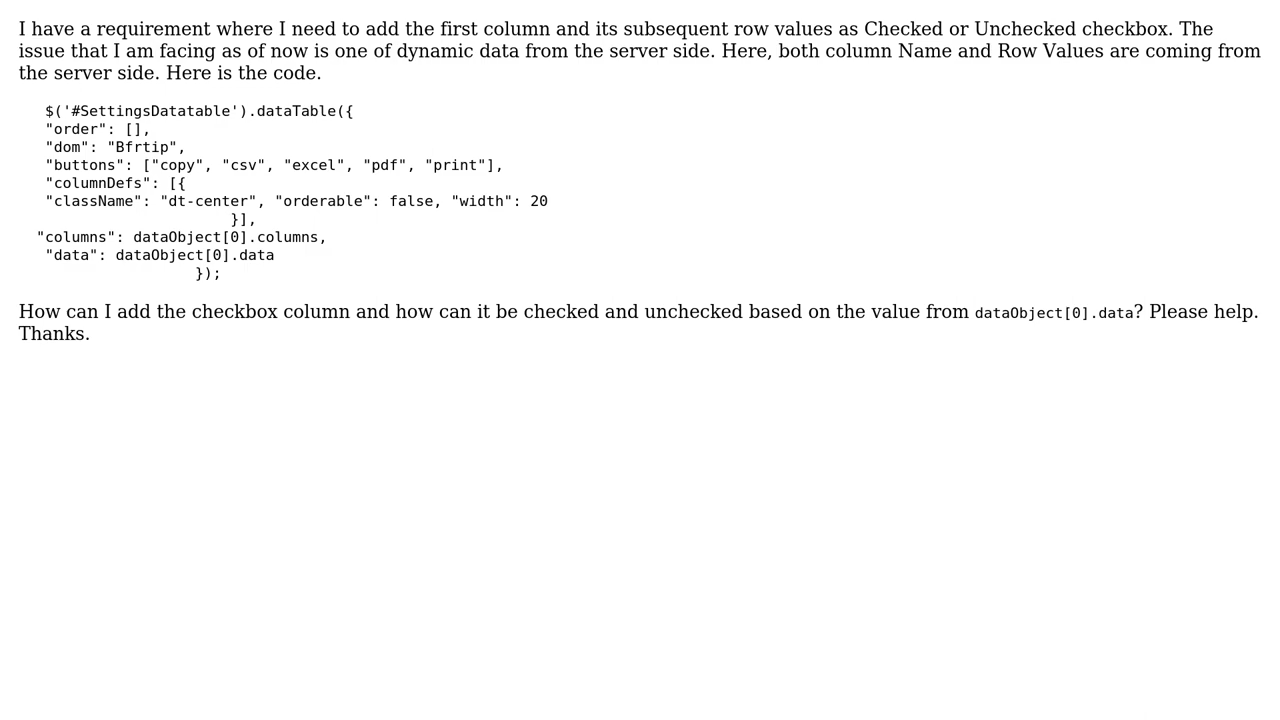 I have a requirement where I need to add the first column and its subsequent row values as Checked or Unchecked checkbox. The
issue that I am facing as of now is one of dynamic data from the server side. Here, both column Name and Row Values are coming from
the server side. Here is the code.
$('#SettingsDatatable').dataTable({
"order": [],
"dom": "Bfrtip",
"buttons": ["copy", "csv", "excel", "pdf", "print"],
"columnDefs": [{
"className": "dt-center", "orderable": false, "width": 20
}],
"columns": dataObject[0].columns,
"data": dataObject[0].data
});
How can I add the checkbox column and how can it be checked and unchecked based on the value from dataObject[0].data? Please help.
Thanks.